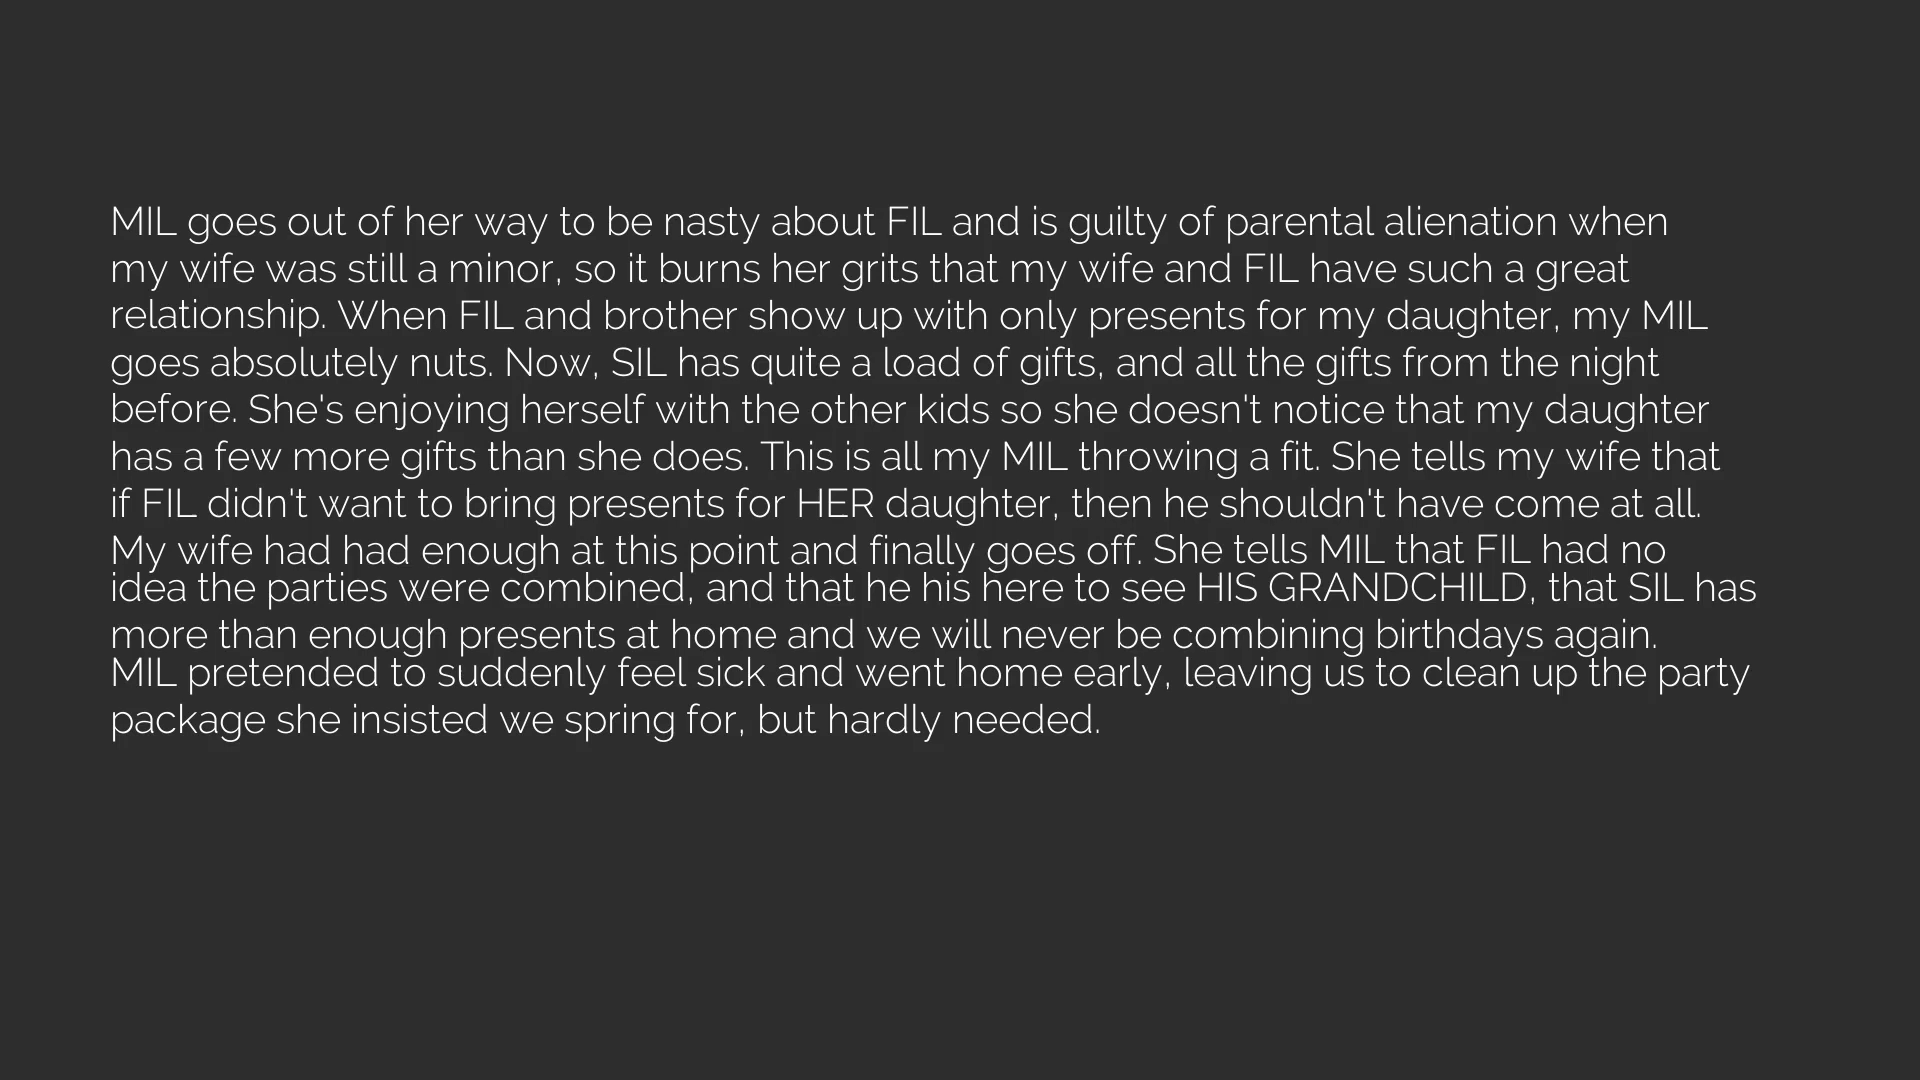 MIL goes out of her way to be nasty about FIL and is guilty of parental alienation when
my wife was still a minor, so it burns her grits that my wife and FIL have such a great
relationship. When FIL and brother show up with only presents for my daughter, my MIL
goes absolutely nuts. Now, SIL has quite a load of gifts, and all the gifts from the night
before. She's enjoying herself with the other kids so she doesn't notice that my daughter
has a few more gifts than she does. This is all my MIL throwing a fit. She tells my wife that
if FIL didn't want to bring presents for HER daughter, then he shouldn't have come at all.
My wife had had enough at this point and finally goes off. She tells MIL that FIL had no
idea the parties were combined, and that he his here to see HIS GRANDCHILD, that SIL has
more than enough presents at home and we will never be combining birthdays again.
MIL pretended to suddenly feel sick and went home early, leaving us to clean up the party
package she insisted we spring for, but hardly needed.